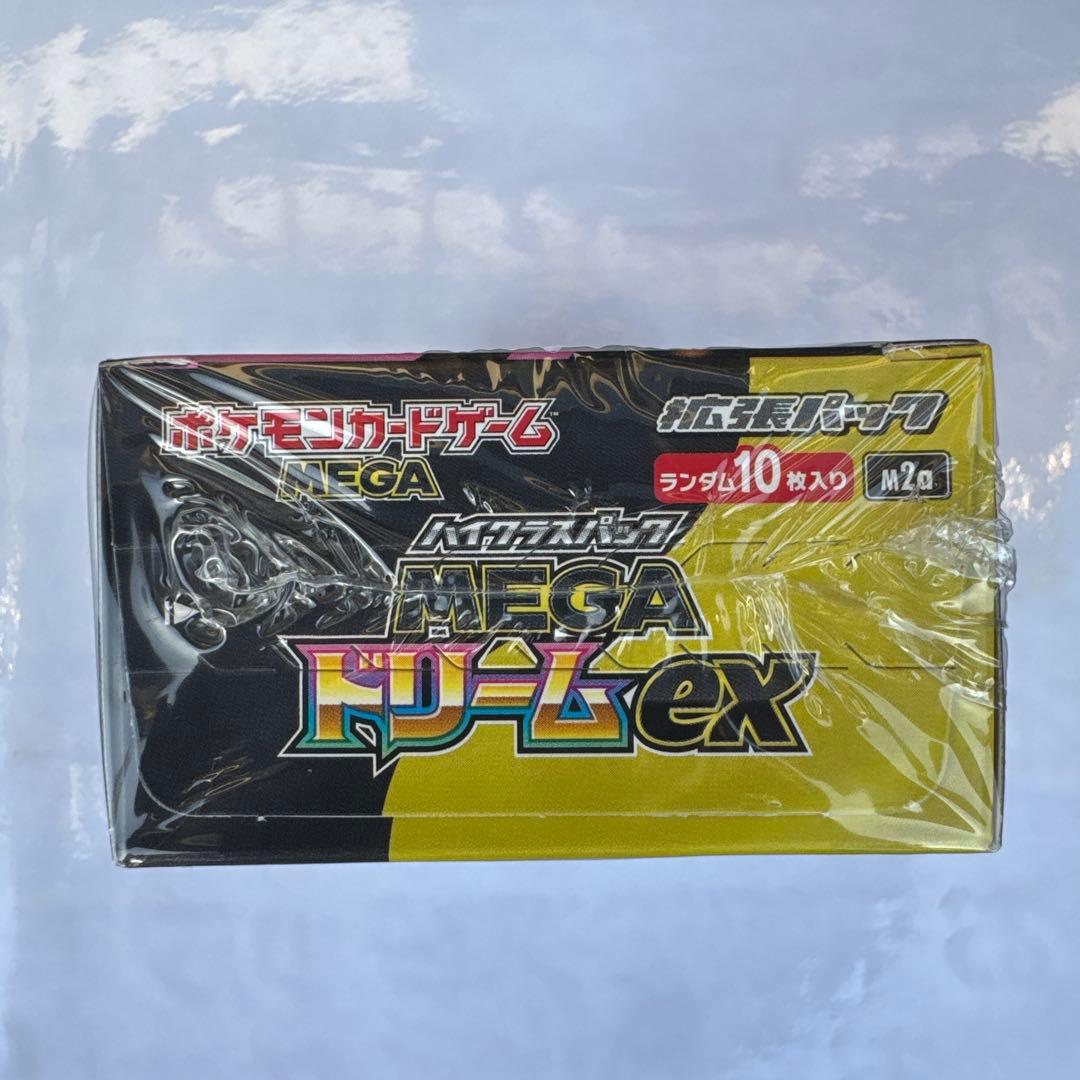 ポケモンカードゲーム™
MEGA
拡張パック
ランダム10枚入り
M2a
ハイクラスパック
MEGA
ドリームex